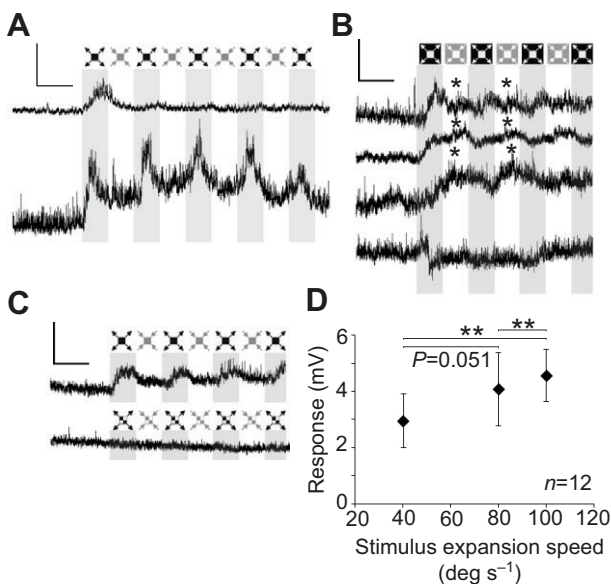 A
B
* *
* *
* *
C
D
** **
P=0.051
6
4
2
0
Response (mV)
n=12
20 40 60 80 100 120
Stimulus expansion speed
(deg s–1)